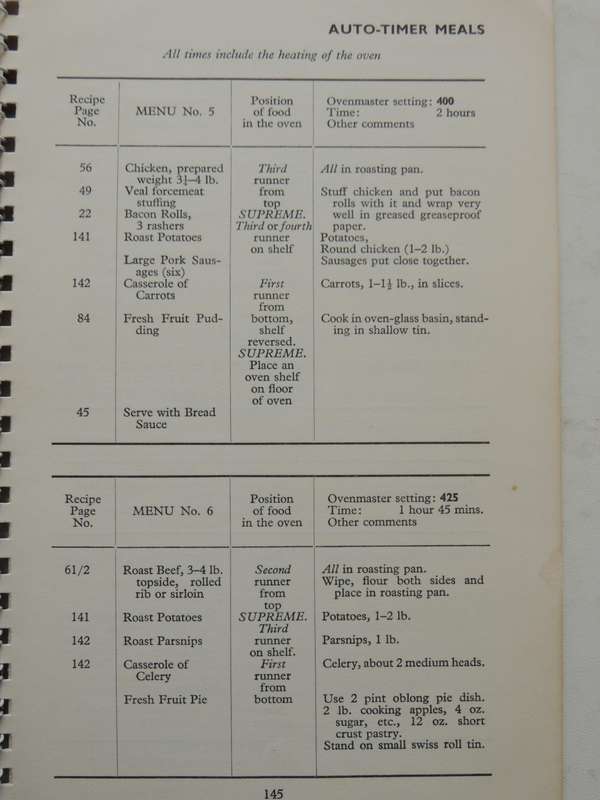 AUTO-TIMER MEALS
All times include the heating of the oven
Recipe
Page
No.
MENU No. 5
Position
of food
in the oven
Ovenmaster setting: 400
Time: 2 hours
Other comments
56
Chicken, prepared
weight 3½–4 lb.
49
Veal forcemeat
stuffing
22
Bacon Rolls,
3 rashers
141
Roast Potatoes
Large Pork Saus-
ages (six)
142
Casserole of
Carrots
84
Fresh Fruit Pud-
ding
45
Serve with Bread
Sauce
Third
runner
from
top
SUPREME.
Third or fourth
runner
on shelf
First
runner
from
bottom,
shelf
reversed.
SUPREME.
Place an
oven shelf
on floor
of oven
All in roasting pan.
Stuff chicken and put bacon
rolls with it and wrap very
well in greased greaseproof
paper.
Potatoes,
Round chicken (1–2 lb.)
Sausages put close together.
Carrots, 1–1½ lb., in slices.
Cook in oven-glass basin, stand-
ing in shallow tin.
Recipe
Page
No.
MENU No. 6
Position
of food
in the oven
Ovenmaster setting: 425
Time: 1 hour 45 mins.
Other comments
61/2
Roast Beef, 3–4 lb.
topside, rolled
rib or sirloin
141
Roast Potatoes
142
Roast Parsnips
142
Casserole of
Celery
Fresh Fruit Pie
Second
runner
from
top
SUPREME.
Third
runner
on shelf.
First
runner
from
bottom
All in roasting pan.
Wipe, flour both sides and
place in roasting pan.
Potatoes, 1–2 lb.
Parsnips, 1 lb.
Celery, about 2 medium heads.
Use 2 pint oblong pie dish.
2 lb. cooking apples, 4 oz.
sugar, etc., 12 oz. short
crust pastry.
Stand on small swiss roll tin.
145